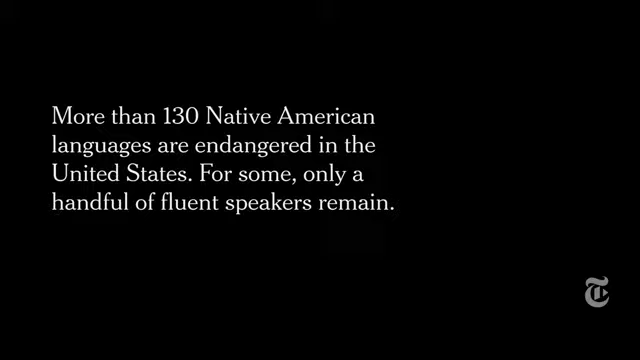 More than 130 Native American
languages are endangered in the
United States. For some, only a
handful of fluent speakers remain.
T